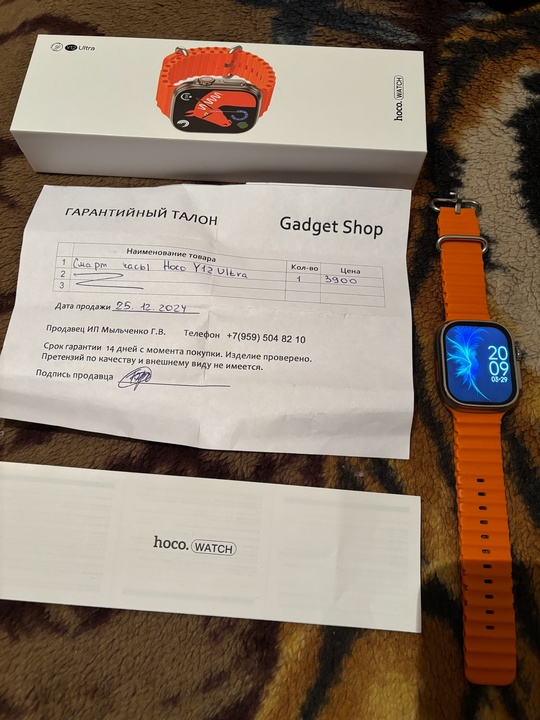 Y12 Ultra
hoco. WATCH
ГАРАНТИЙНЫЙ ТАЛОН Gadget Shop
Наименование товара Кол-во Цена
1 Смарт часы Hoco Y12 Ultra 1 3900
2
3
Дата продажи 25.12.2024
Продавец ИП Мыльченко Г.В. Телефон +7(959) 504 82 10
Срок гарантии 14 дней с момента покупки. Изделие проверено.
Претензий по качеству и внешнему виду не имеется.
Подпись продавца
20
09
03-29
hoco. WATCH